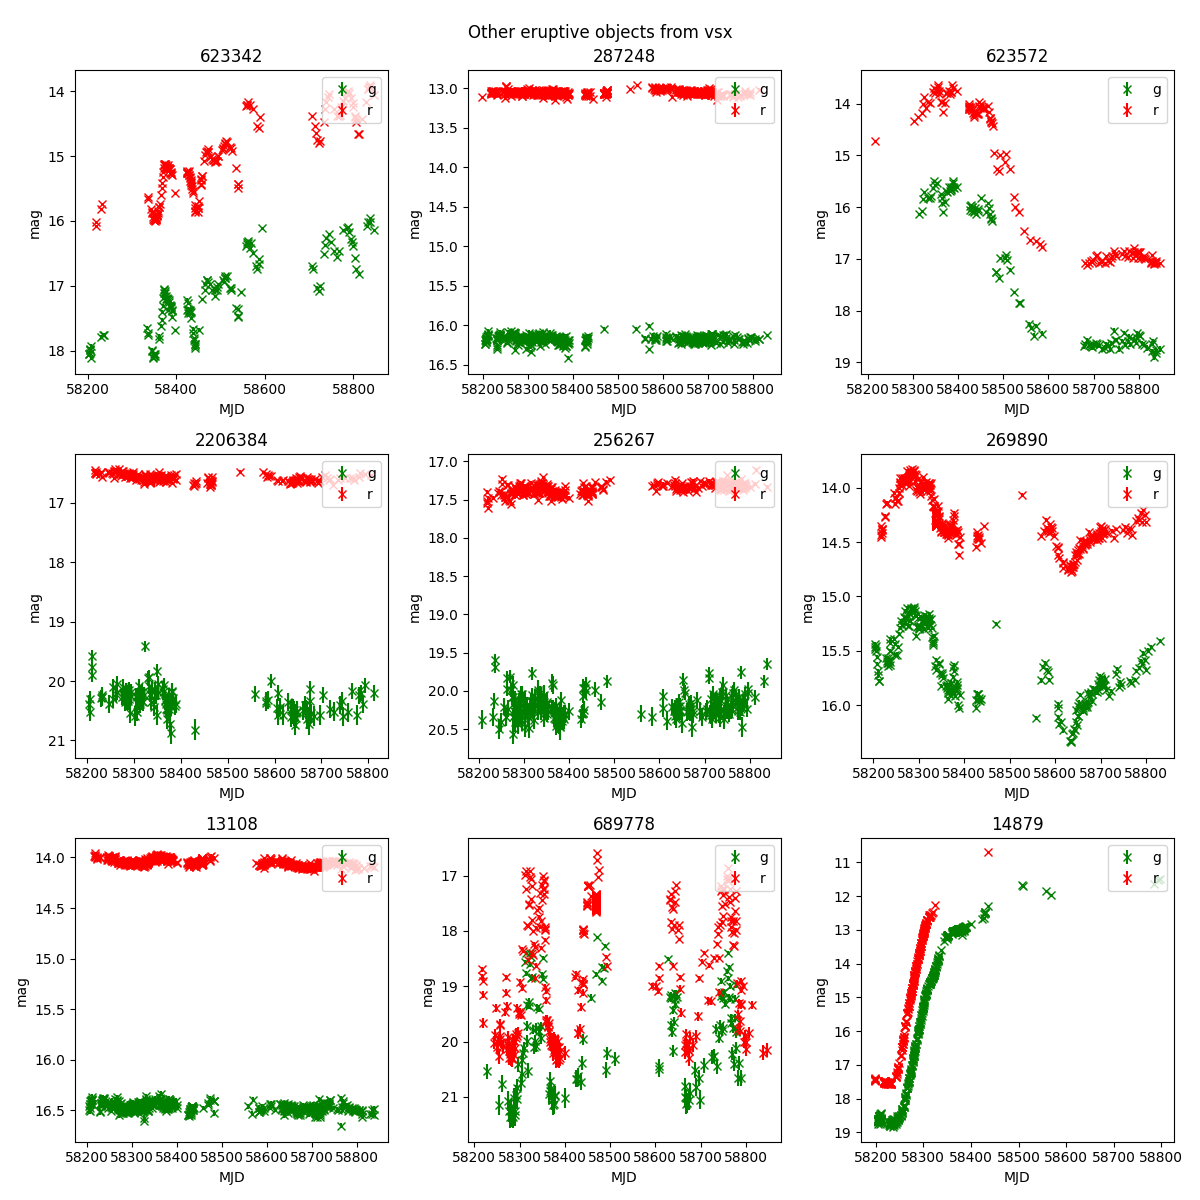 Other eruptive objects from vsx
623342
287248
623572
14
15
16
17
18
13.0
13.5
14.0
14.5
15.0
15.5
16.0
16.5
14
15
16
17
18
19
mag
mag
mag
g
r
g
r
g
r
58200 58400 58600 58800
58200 58300 58400 58500 58600 58700 58800
58200 58300 58400 58500 58600 58700 58800
MJD
MJD
MJD
2206384
256267
269890
17
18
19
20
21
17.0
17.5
18.0
18.5
19.0
19.5
20.0
20.5
14.0
14.5
15.0
15.5
16.0
mag
mag
mag
g
r
g
r
g
r
58200 58300 58400 58500 58600 58700 58800
58200 58300 58400 58500 58600 58700 58800
58200 58300 58400 58500 58600 58700 58800
MJD
MJD
MJD
13108
689778
14879
14.0
14.5
15.0
15.5
16.0
16.5
17
18
19
20
21
11
12
13
14
15
16
17
18
19
mag
mag
mag
g
r
g
r
g
r
58200 58300 58400 58500 58600 58700 58800
58200 58300 58400 58500 58600 58700 58800
58200 58300 58400 58500 58600 58700 58800
MJD
MJD
MJD